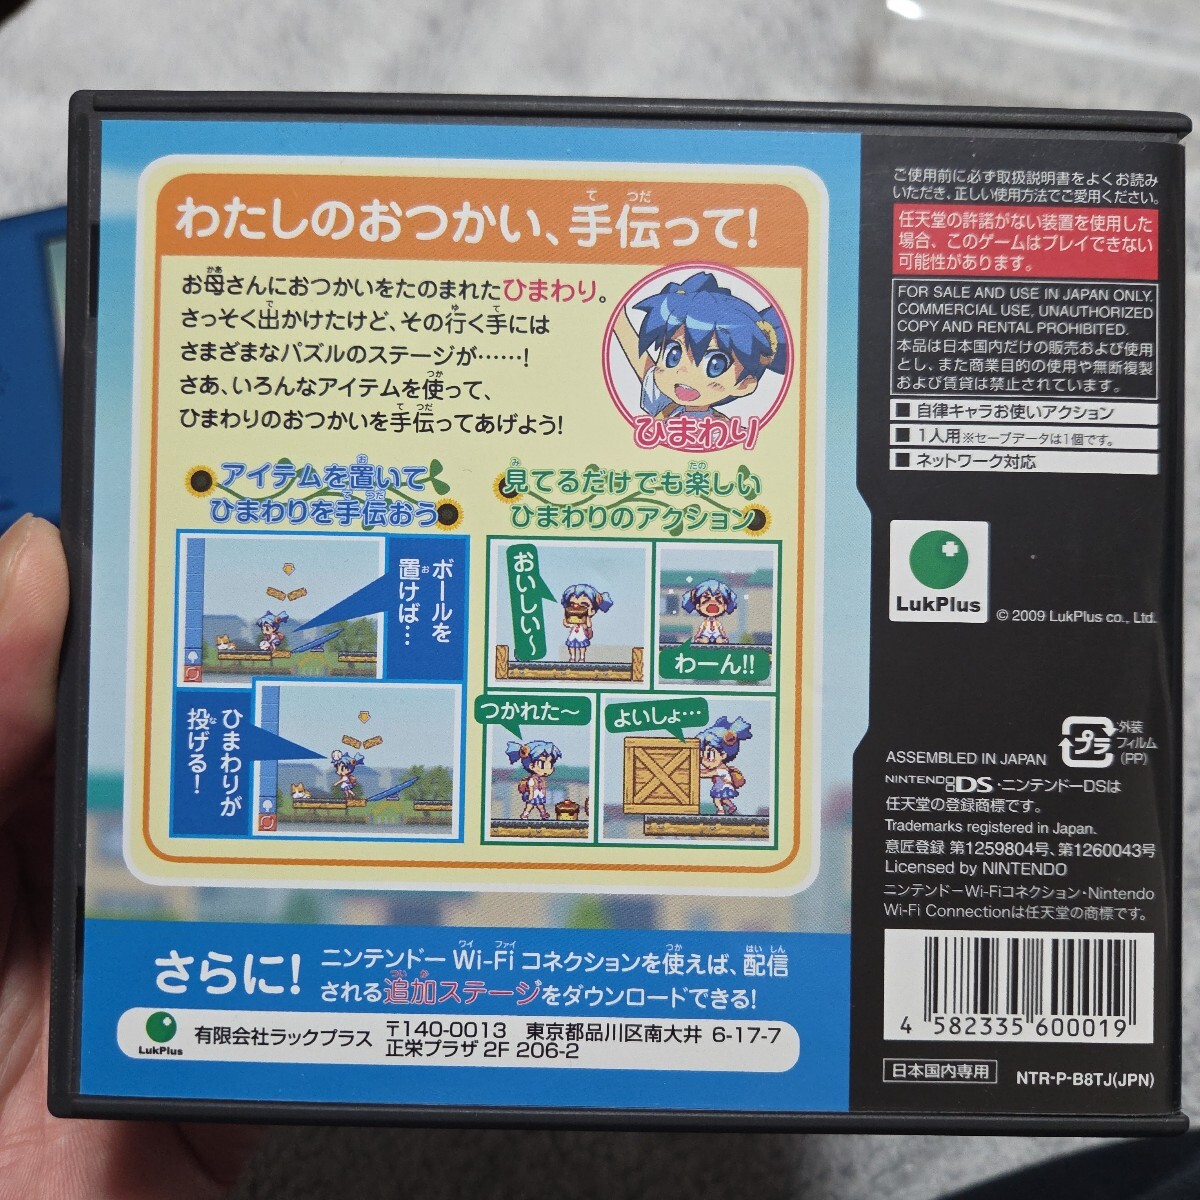 わたしのおつかい、手伝って!
お母さんにおつかいをたのまれたひまわり。
さっそく出かけたけど、その行く手には
さまざまなパズルのステージが……!
さあ、いろんなアイテムを使って、
ひまわりのおつかいを手伝ってあげよう!
ひまわり
アイテムを置いて
ひまわりを手伝おう
ボールを
置けば…
ひまわりが
投げる!
見てるだけでも楽しい
ひまわりのアクション
おいしい〜
わーん!!
つかれた〜
よいしょ…
さらに!
ニンテンドーWi-Fiコネクションを使えば、配信
される追加ステージをダウンロードできる!
LukPlus
有限会社ラックプラス
〒140-0013 東京都品川区南大井 6-17-7
正栄プラザ 2F 206-2
ご使用前に必ず取扱説明書をよくお読み
いただき、正しい使用方法でご愛用ください。
任天堂の許諾がない装置を使用した
場合、このゲームはプレイできない
可能性があります。
FOR SALE AND USE IN JAPAN ONLY.
COMMERCIAL USE, UNAUTHORIZED
COPY AND RENTAL PROHIBITED.
本品は日本国内だけの販売および使用
とし、また商業目的の使用や無断複製
および賃貸は禁止されています。
■ 自律キャラお使いアクション
■ 1人用※セーブデータは1個です。
■ ネットワーク対応
LukPlus
© 2009 LukPlus co., Ltd.
プラ
外装
フィルム
(PP)
ASSEMBLED IN JAPAN
NINTENDO DS・ニンテンドーDSは
任天堂の登録商標です。
Trademarks registered in Japan.
意匠登録 第1259804号、第1260043号
Licensed by NINTENDO
ニンテンドーWi-Fiコネクション・Nintendo
Wi-Fi Connectionは任天堂の商標です。
4 582335 600019
日本国内専用
NTR-P-B8TJ(JPN)